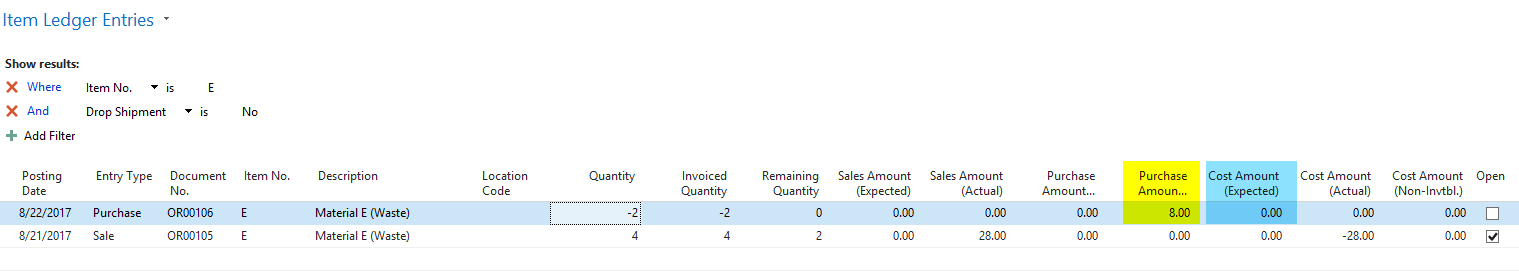 Item Ledger Entries
Show results:
Where Item No. is E
And Drop Shipment is No
Add Filter
Posting Date Entry Type Document No. Item No. Description Location Code Quantity Invoiced Quantity Remaining Quantity Sales Amount (Expected) Sales Amount (Actual) Purchase Amount... Purchase Amoun... Cost Amount (Expected) Cost Amount (Actual) Cost Amount (Non-Invtbl.) Open
8/22/2017 Purchase OR00106 E Material E (Waste) -2 -2 0 0.00 0.00 0.00 8.00 0.00 0.00 0.00
8/21/2017 Sale OR00105 E Material E (Waste) 4 4 2 0.00 28.00 0.00 0.00 0.00 -28.00 0.00